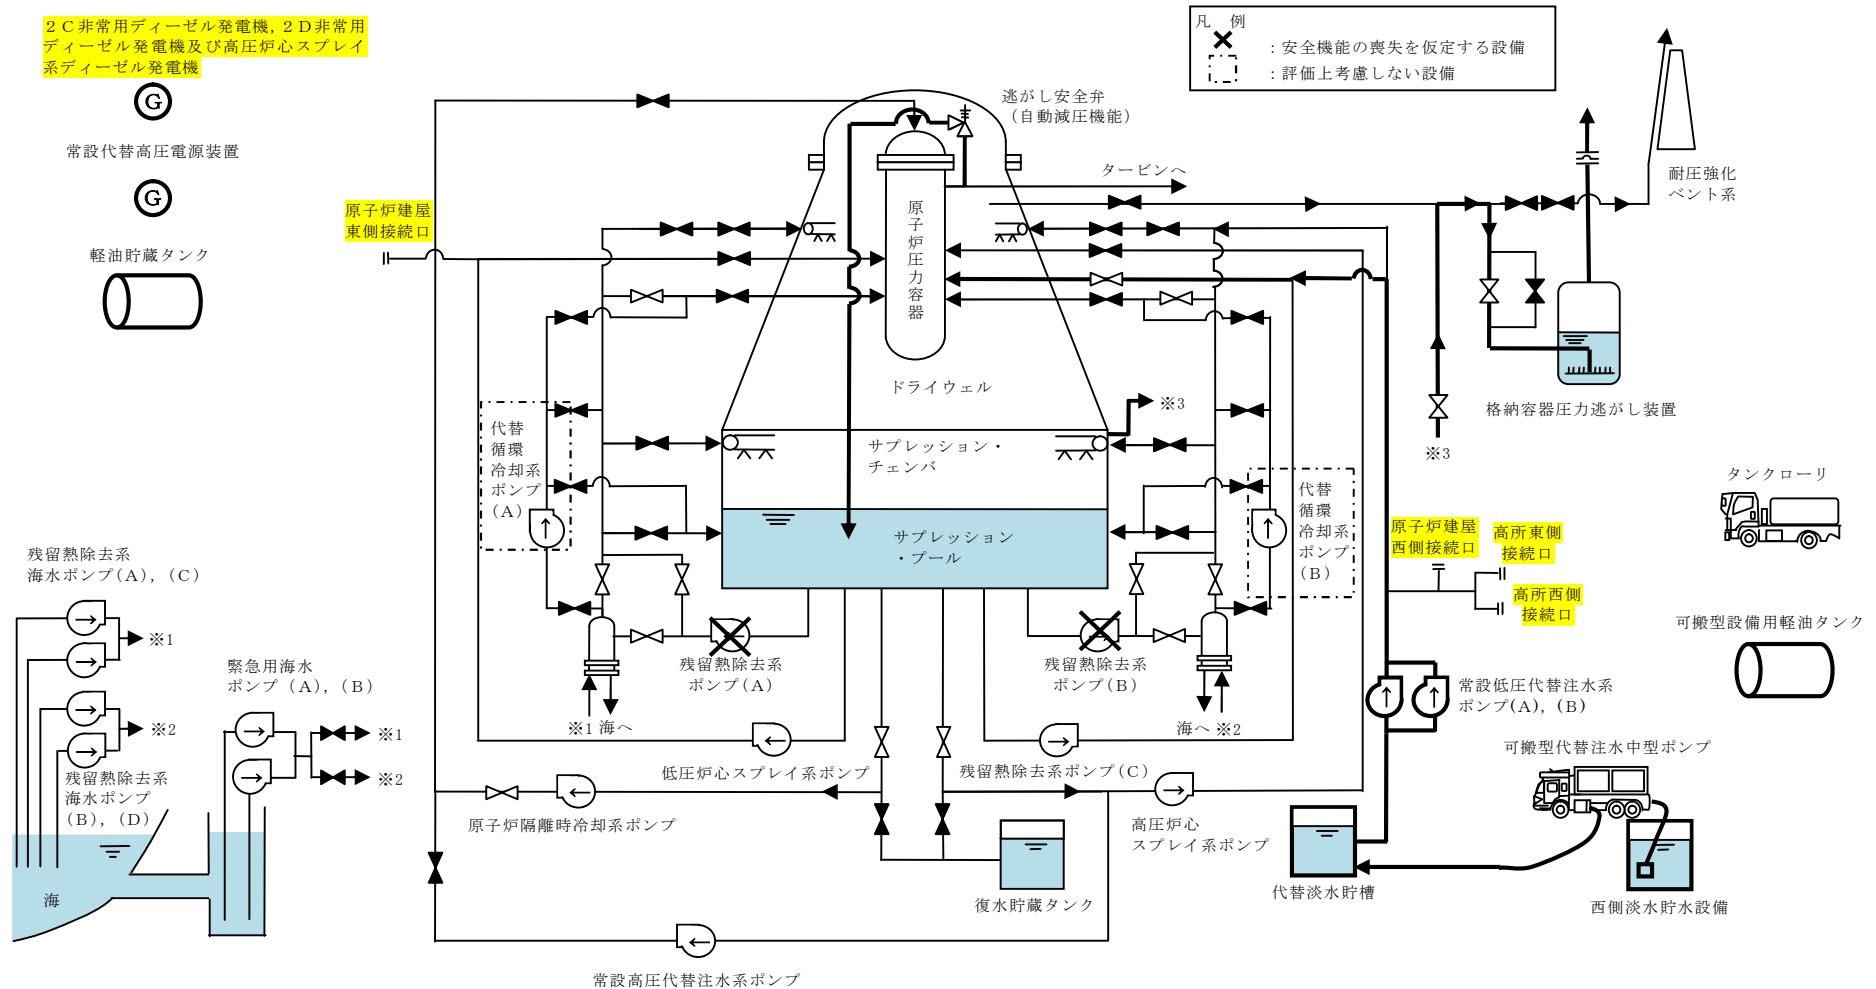 ２Ｃ非常用ディーゼル発電機，２Ｄ非常用
ディーゼル発電機及び高圧炉心スプレイ
系ディーゼル発電機
G
常設代替高圧電源装置
G
軽油貯蔵タンク
原子炉建屋
東側接続口
凡　例
：安全機能の喪失を仮定する設備
：評価上考慮しない設備
逃がし安全弁
（自動減圧機能）
タービンへ
原子炉圧力容器
ドライウェル
耐圧強化
ベント系
格納容器圧力逃がし装置
※3
※3
サプレッション・
チェンバ
サプレッション
・プール
代替
循環
冷却系
ポンプ
（A）
代替
循環
冷却系
ポンプ
（B）
タンクローリ
原子炉建屋
西側接続口
高所東側
接続口
高所西側
接続口
可搬型設備用軽油タンク
残留熱除去系
海水ポンプ（A），（C）
※1
※2
残留熱除去系
海水ポンプ
（B），（D）
緊急用海水
ポンプ（A），（B）
※1
※2
海
残留熱除去系
ポンプ（A）
残留熱除去系
ポンプ（B）
※1 海へ
海へ ※2
常設低圧代替注水系
ポンプ(A)，(B)
可搬型代替注水中型ポンプ
低圧炉心スプレイ系ポンプ
残留熱除去系ポンプ（C）
原子炉隔離時冷却系ポンプ
高圧炉心
スプレイ系ポンプ
代替淡水貯槽
復水貯蔵タンク
西側淡水貯水設備
常設高圧代替注水系ポンプ